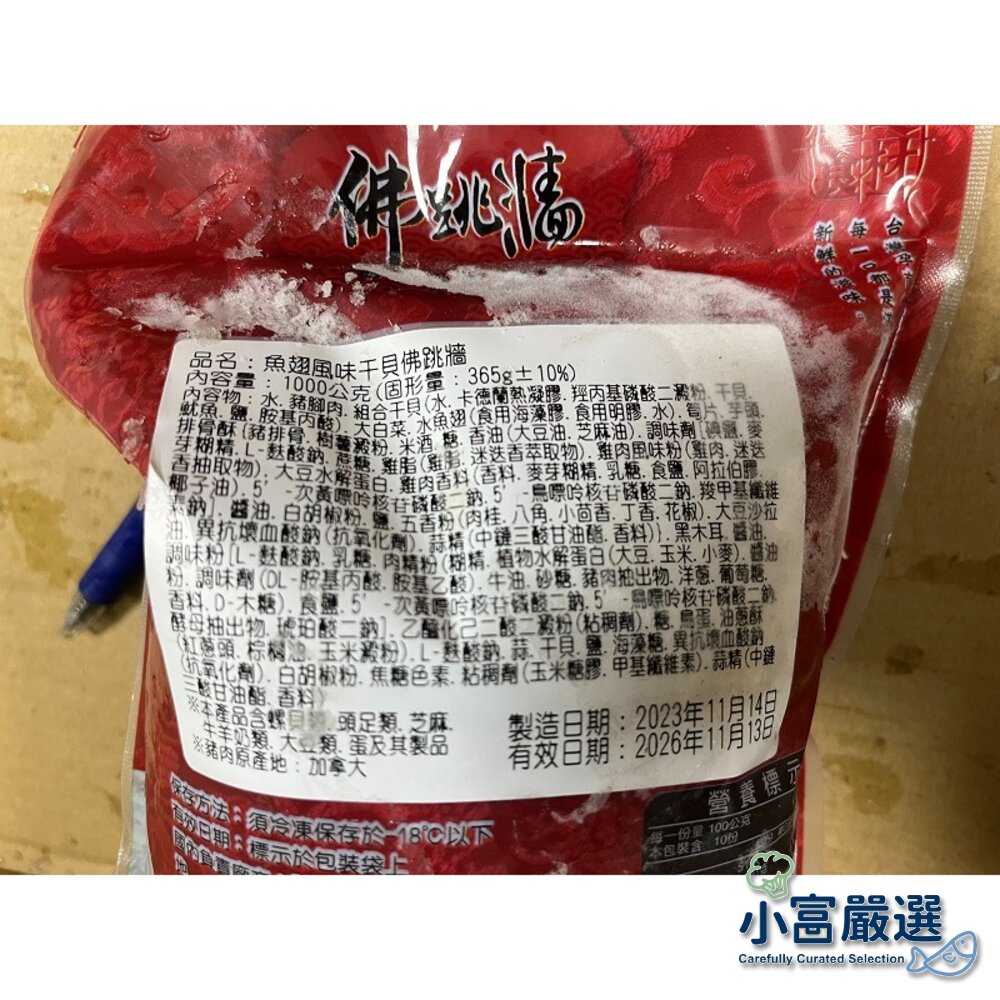 佛跳牆
食材
台灣
每一口都是
新鮮的滋味。
品名：魚翅風味干貝佛跳牆
內容量：1000公克(固形量：365g±10%)
內容物：水.豬腳肉.組合干貝(水.卡德蘭熱凝膠.羥丙基磷酸二澱粉.干貝.
魷魚.鹽.胺基丙酸).大白菜.水魚翅(食用海藻膠.食用明膠.水).筍片.芋頭.
排骨酥(豬排骨.樹薯澱粉.米酒.糖.香油(大豆油.芝麻油).調味劑[碘鹽.麥
芽糊精.L-麩酸鈉.蔗糖.雞脂(雞脂.迷迭香萃取物).雞肉風味粉(雞肉.迷迭
香抽取物).大豆水解蛋白.雞肉香料(香料.麥芽糊精.乳糖.食鹽.阿拉伯膠.
椰子油).5'-次黃嘌呤核苷磷酸二鈉.5'-鳥嘌呤核苷磷酸二鈉.羧甲基纖維
素鈉].醬油.白胡椒粉.鹽.五香粉(肉桂.八角.小茴香.丁香.花椒).大豆沙拉
油.異抗壞血酸鈉(抗氧化劑).蒜精(中鏈三酸甘油酯.香料)).黑木耳.醬油.
調味粉[L-麩酸鈉.乳糖.肉精粉(糊精.植物水解蛋白(大豆.玉米.小麥).醬油
粉.調味劑(DL-胺基丙酸.胺基乙酸).牛油.砂糖.豬肉抽出物.洋蔥.葡萄糖.
香料.D-木糖).食鹽.5'-次黃嘌呤核苷磷酸二鈉.5'-鳥嘌呤核苷磷酸二鈉.
酵母抽出物.琥珀酸二鈉].乙醯化己二酸二澱粉(粘稠劑).糖.鳥蛋.油蔥酥
(紅蔥頭.棕櫚油.玉米澱粉).L-麩酸鈉.蒜.干貝.鹽.海藻糖.異抗壞血酸鈉
(抗氧化劑).白胡椒粉.焦糖色素.粘稠劑(玉米糖膠.甲基纖維素).蒜精(中鏈
三酸甘油酯.香料)
※本產品含螺貝類.頭足類.芝麻.
牛羊奶類.大豆類.蛋及其製品
※豬肉原產地：加拿大
製造日期：2023年11月14日
有效日期：2026年11月13日
保存方法：須冷凍保存於-18℃以下
有效日期：標示於包裝袋上
國內負責廠商
營養標示
每一份量 100公克
本包裝含 10份
小富嚴選
Carefully Curated Selection